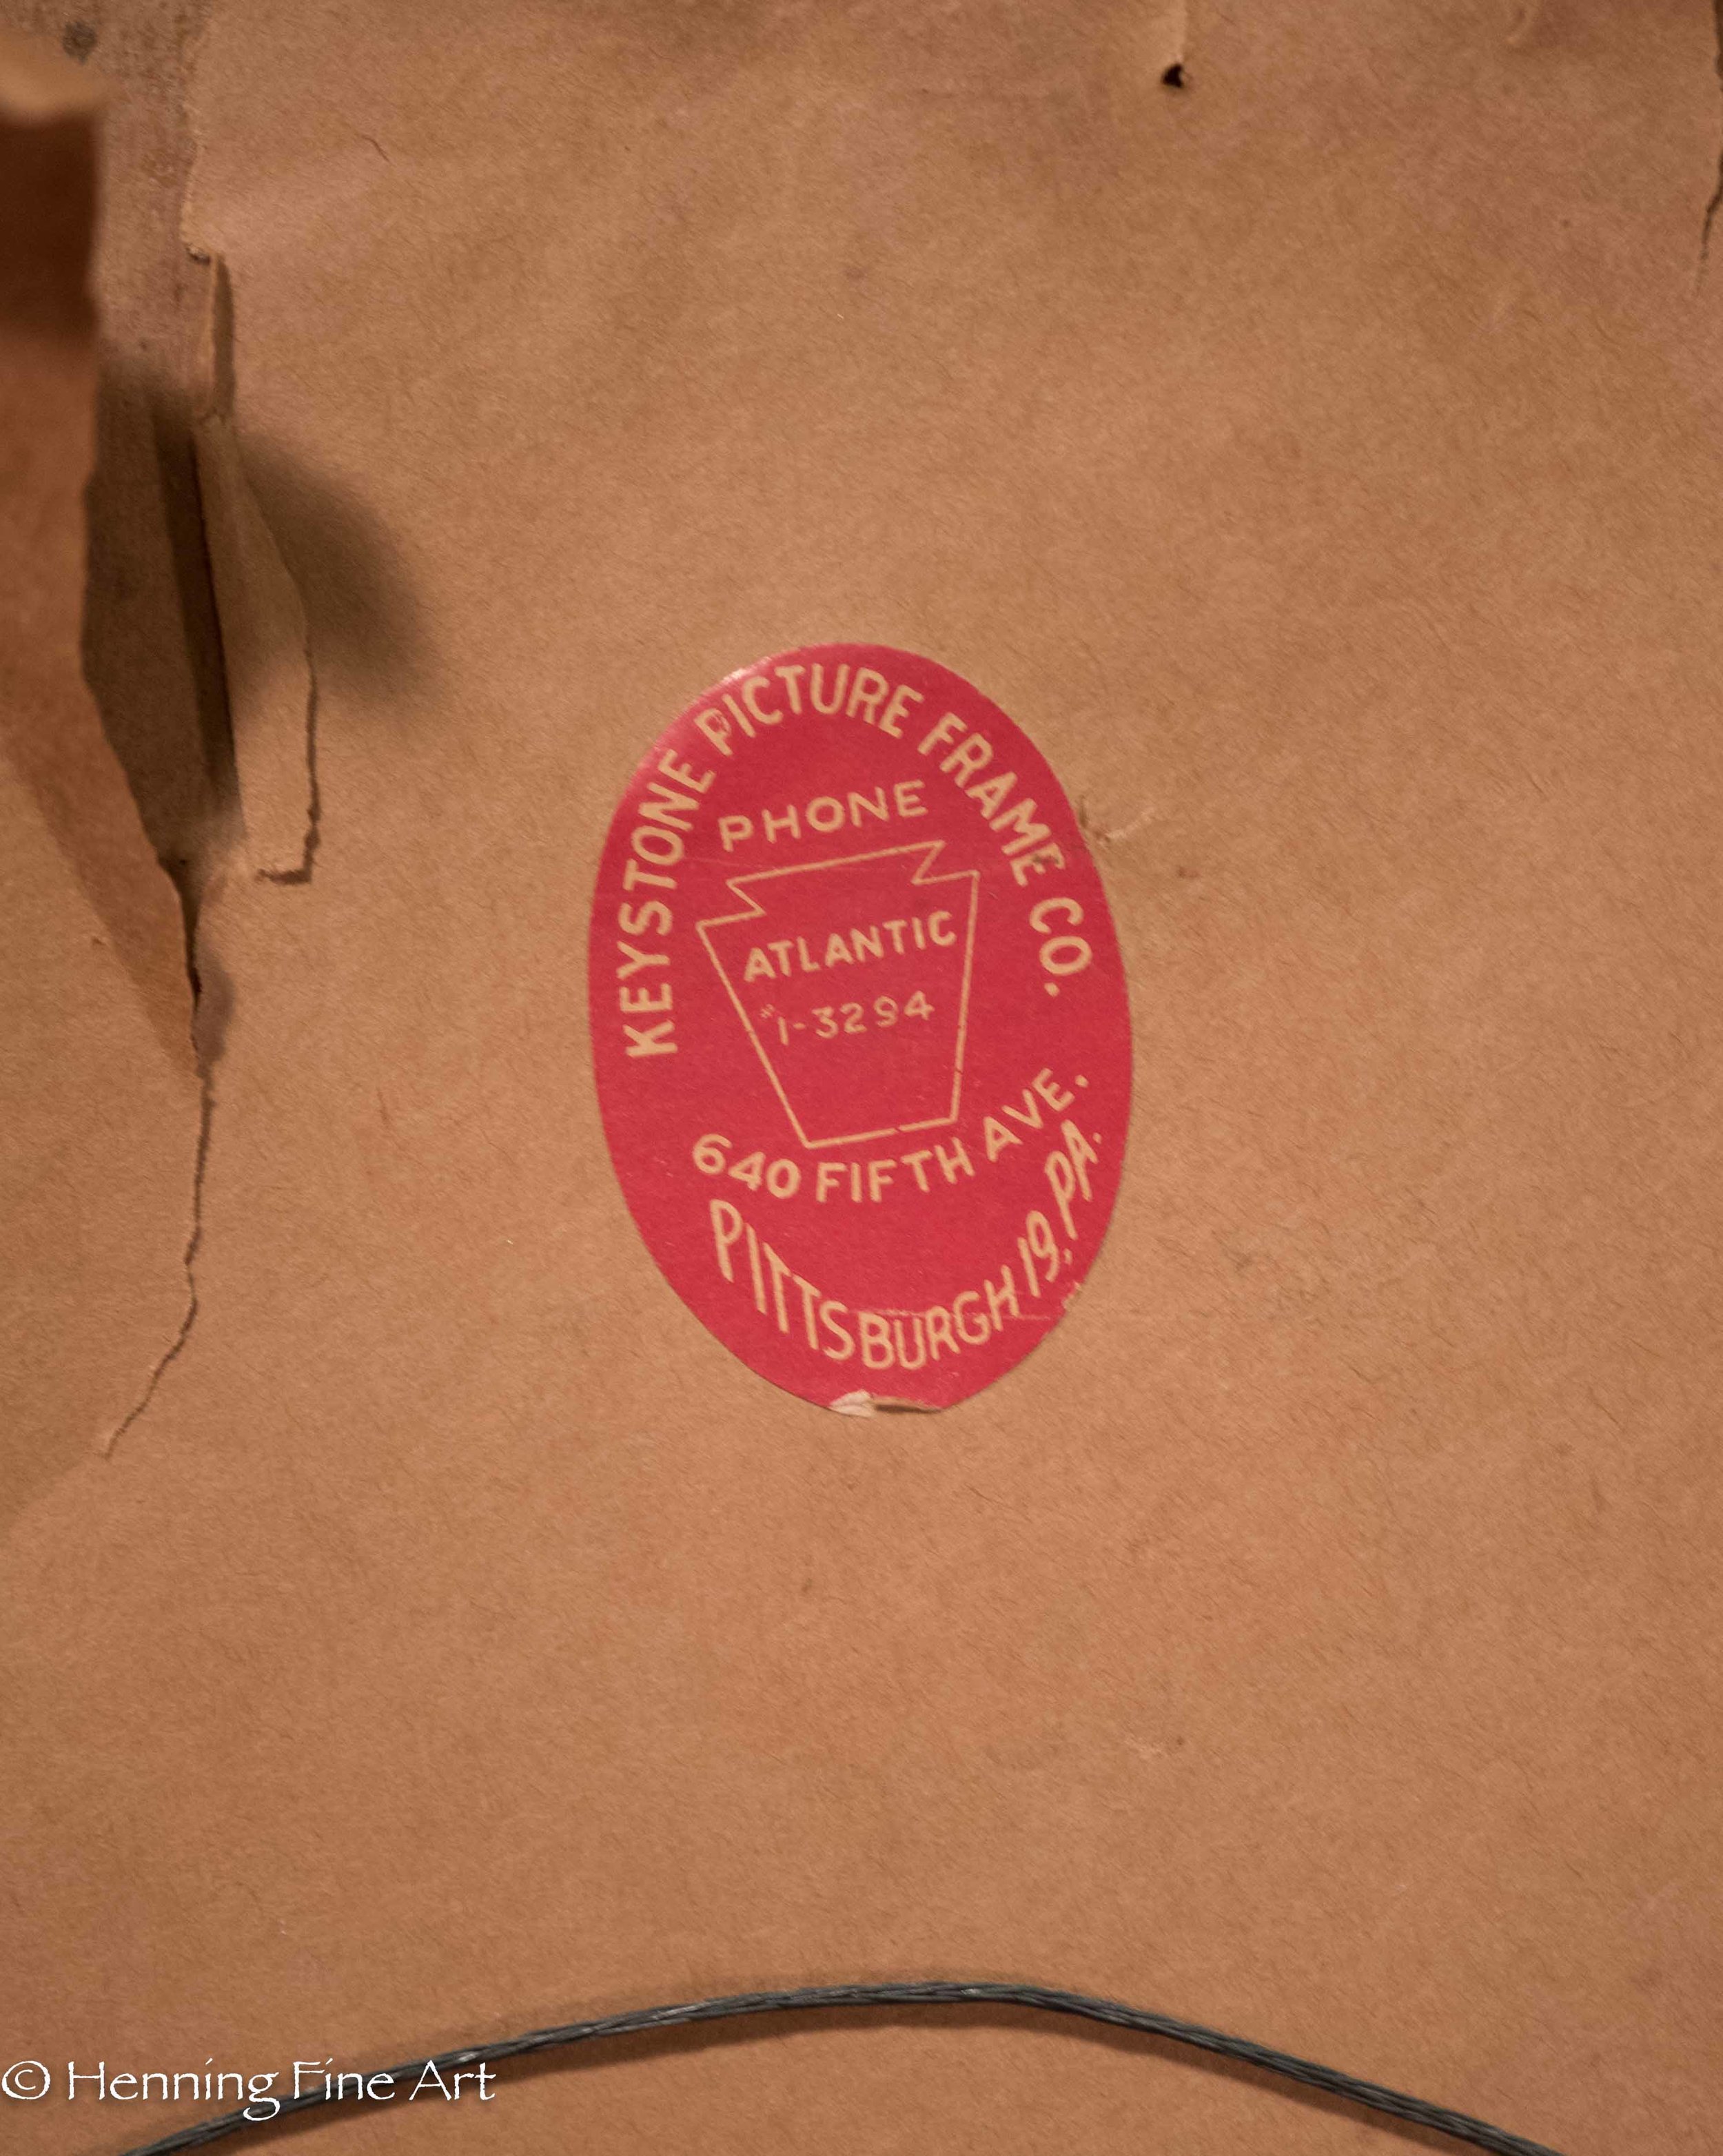 KEYSTONE PICTURE FRAME CO.
PHONE
ATLANTIC
#1-3294
640 FIFTH AVE.
PITTSBURGH 19, PA.
© Henning Fine Art